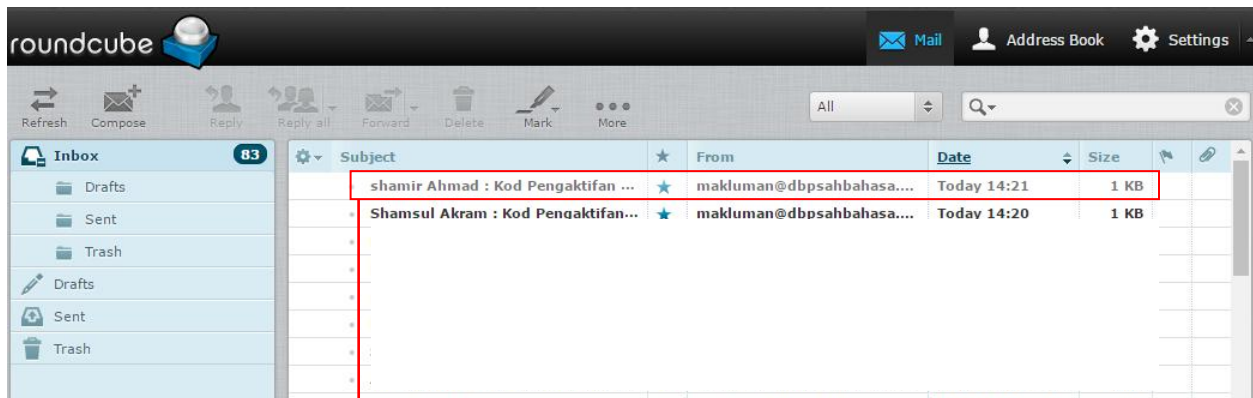 roundcube Mail Address Book Settings
Refresh Compose Reply Reply all Forward Delete Mark More All
Inbox 83 Subject From Date Size
Drafts shamir Ahmad : Kod Pengaktifan ... makluman@dbpsahbahasa.... Today 14:21 1 KB
Sent Shamsul Akram : Kod Pengaktifan... makluman@dbpsahbahasa.... Today 14:20 1 KB
Trash
Drafts
Sent
Trash